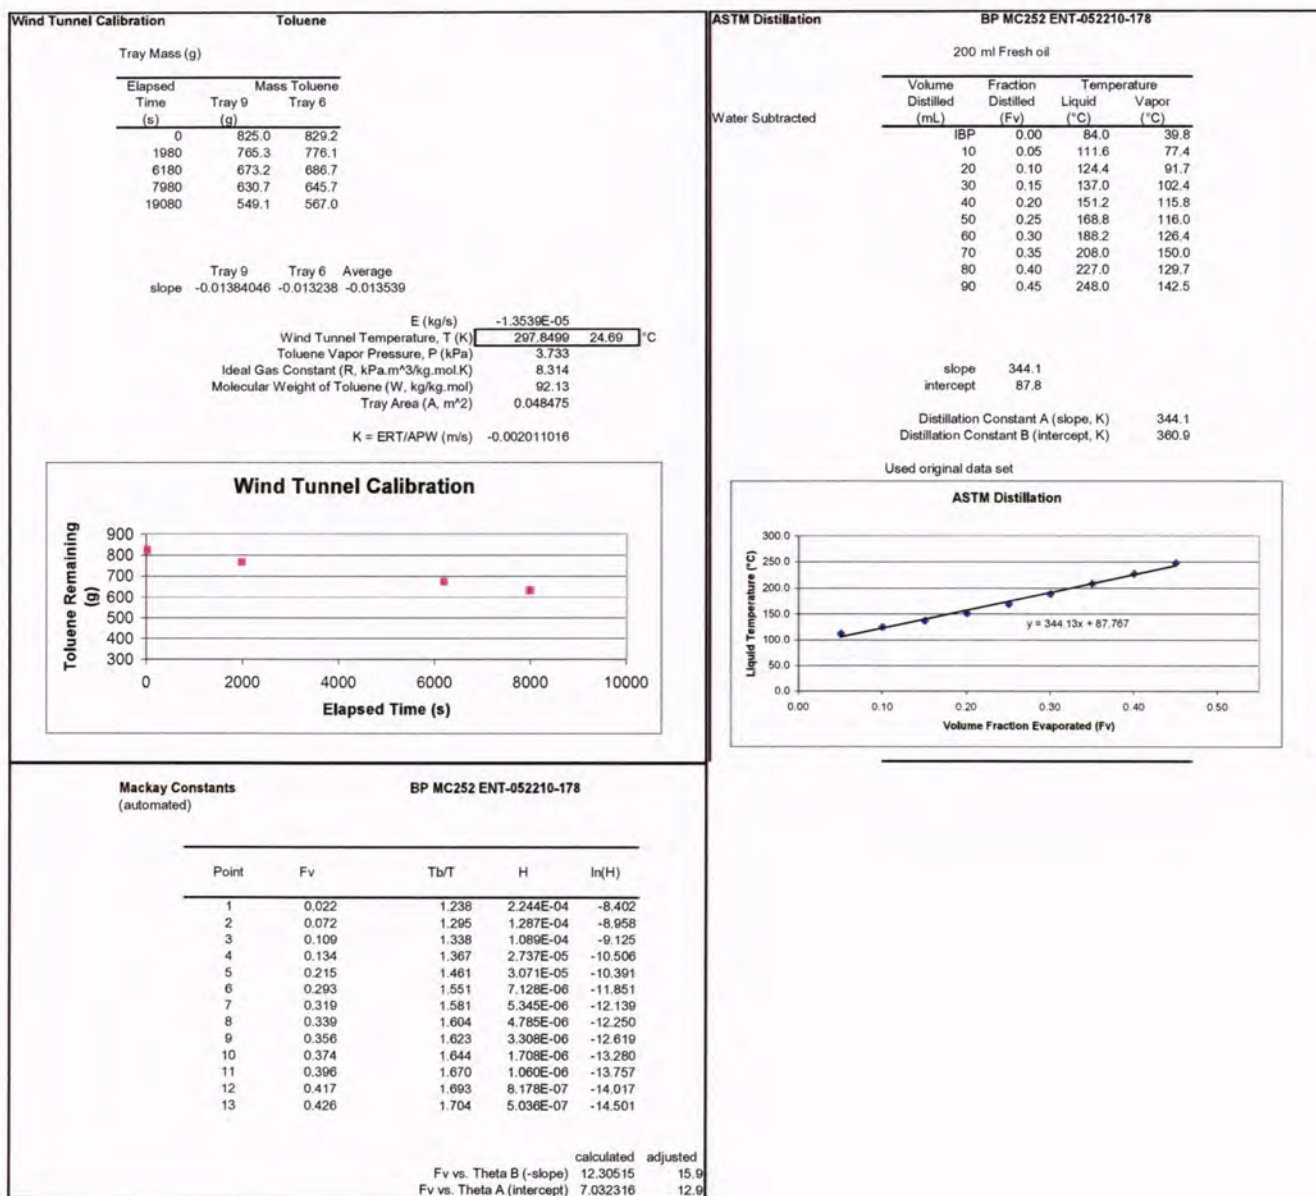 Wind Tunnel Calibration Toluene
Tray Mass (g)
Elapsed Mass Toluene
Time Tray 9 Tray 6
(s) (g)
0 825.0 829.2
1980 765.3 776.1
6180 673.2 686.7
7980 630.7 645.7
19080 549.1 567.0
Tray 9 Tray 6 Average
slope -0.01384046 -0.013238 -0.013539
E (kg/s) -1.3539E-05
Wind Tunnel Temperature, T (K) 297.8499 24.69 °C
Toluene Vapor Pressure, P (kPa) 3.733
Ideal Gas Constant (R, kPa.m^3/kg.mol.K) 8.314
Molecular Weight of Toluene (W, kg/kg.mol) 92.13
Tray Area (A, m^2) 0.048475
K = ERT/APW (m/s) -0.002011016
Wind Tunnel Calibration
Toluene Remaining
(g)
900
800
700
600
500
400
300
0 2000 4000 6000 8000 10000
Elapsed Time (s)
ASTM Distillation BP MC252 ENT-052210-178
200 ml Fresh oil
Volume Fraction Temperature
Distilled Distilled Liquid Vapor
Water Subtracted (mL) (Fv) (°C) (°C)
IBP 0.00 84.0 39.8
10 0.05 111.6 77.4
20 0.10 124.4 91.7
30 0.15 137.0 102.4
40 0.20 151.2 115.8
50 0.25 168.8 116.0
60 0.30 188.2 126.4
70 0.35 208.0 150.0
80 0.40 227.0 129.7
90 0.45 248.0 142.5
slope 344.1
intercept 87.8
Distillation Constant A (slope, K) 344.1
Distillation Constant B (intercept, K) 360.9
Used original data set
ASTM Distillation
Liquid Temperature (°C)
300.0
250.0
200.0
150.0
100.0
50.0
0.0
y = 344.13x + 87.767
0.00 0.10 0.20 0.30 0.40 0.50
Volume Fraction Evaporated (Fv)
Mackay Constants BP MC252 ENT-052210-178
(automated)
Point Fv Tb/T H ln(H)
1 0.022 1.238 2.244E-04 -8.402
2 0.072 1.295 1.287E-04 -8.958
3 0.109 1.338 1.089E-04 -9.125
4 0.134 1.367 2.737E-05 -10.506
5 0.215 1.461 3.071E-05 -10.391
6 0.293 1.551 7.128E-06 -11.851
7 0.319 1.581 5.345E-06 -12.139
8 0.339 1.604 4.785E-06 -12.250
9 0.356 1.623 3.308E-06 -12.619
10 0.374 1.644 1.708E-06 -13.280
11 0.396 1.670 1.060E-06 -13.757
12 0.417 1.693 8.178E-07 -14.017
13 0.426 1.704 5.036E-07 -14.501
calculated adjusted
Fv vs. Theta B (-slope) 12.30515 15.9
Fv vs. Theta A (intercept) 7.032316 12.9